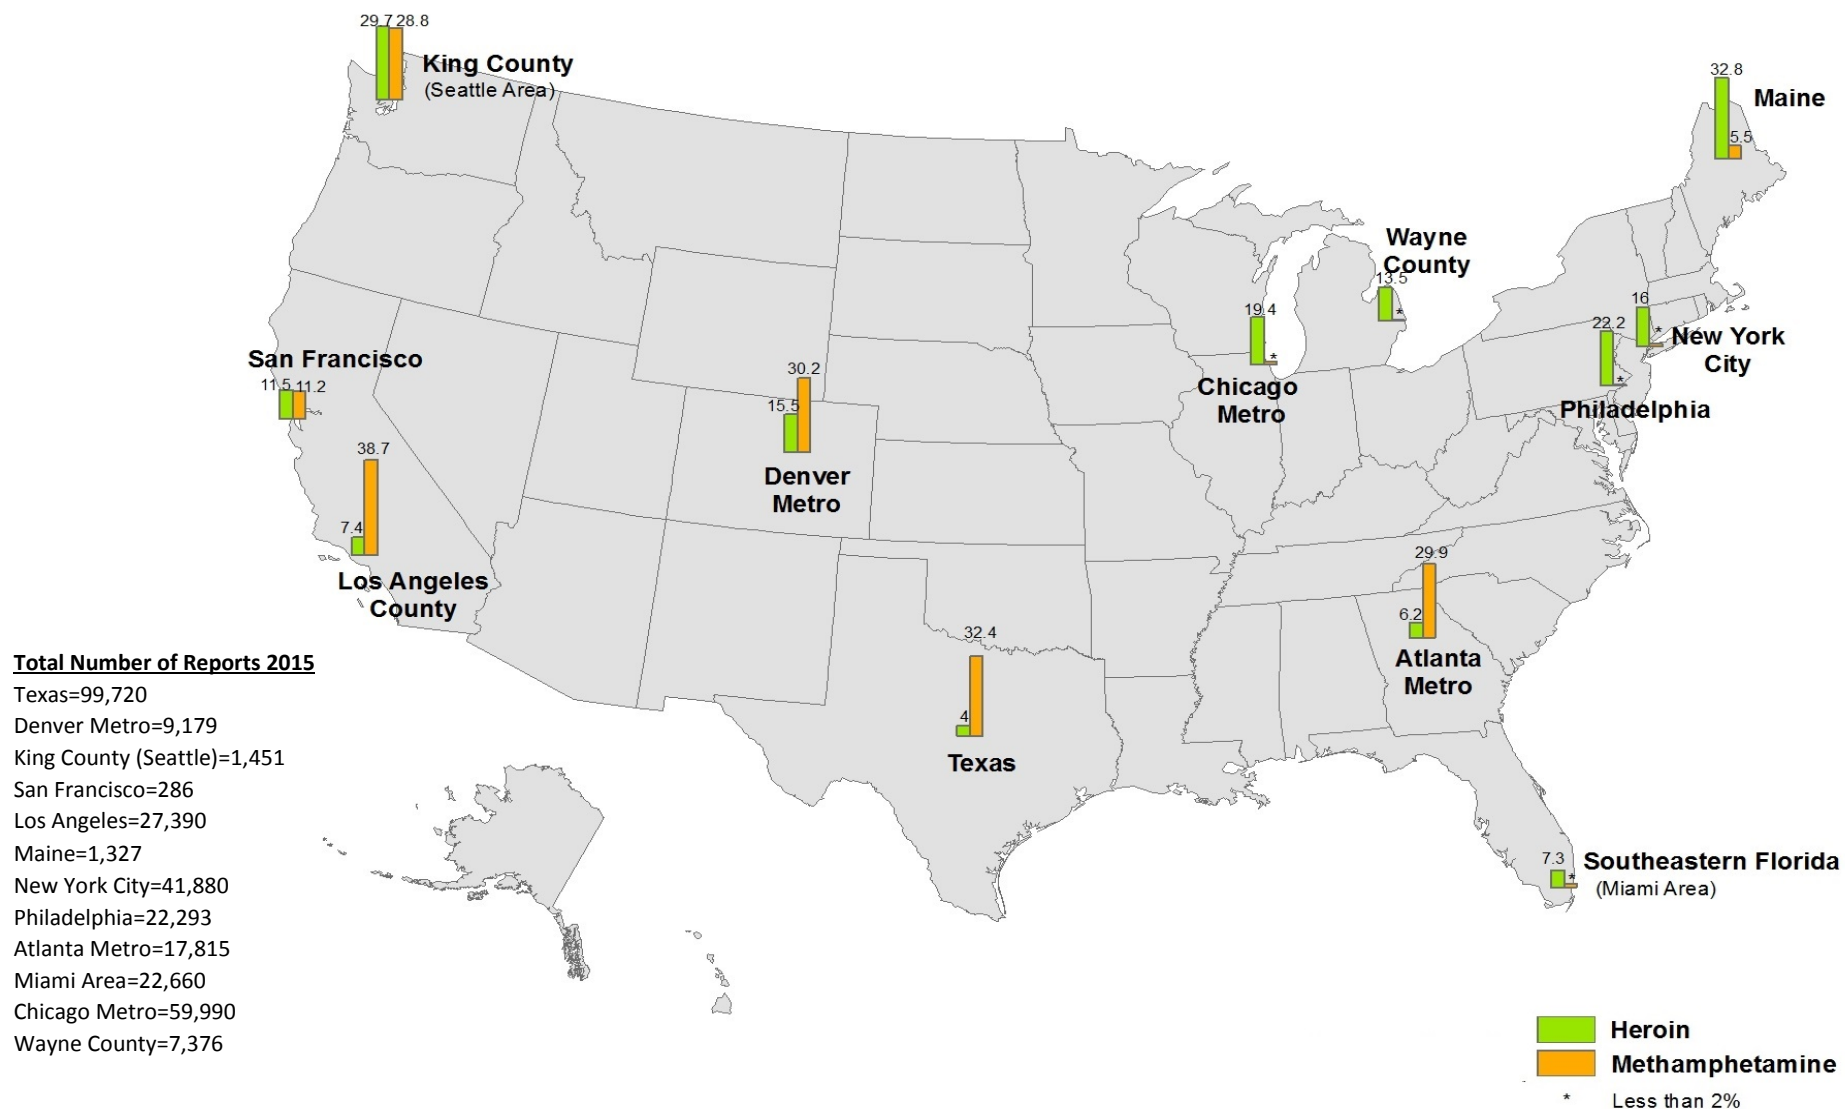 29.7 28.8
King County
(Seattle Area)
32.8
Maine
5.5
Wayne
County
13.5
*
19.4
*
Chicago
Metro
16
*
New York
City
22.2
*
Philadelphia
San Francisco
11.5 11.2
30.2
15.5
Denver
Metro
38.7
7.4
Los Angeles
County
29.9
6.2
Atlanta
Metro
32.4
4
Texas
7.3
*
Southeastern Florida
(Miami Area)
Total Number of Reports 2015
Texas=99,720
Denver Metro=9,179
King County (Seattle)=1,451
San Francisco=286
Los Angeles=27,390
Maine=1,327
New York City=41,880
Philadelphia=22,293
Atlanta Metro=17,815
Miami Area=22,660
Chicago Metro=59,990
Wayne County=7,376
Heroin
Methamphetamine
* Less than 2%